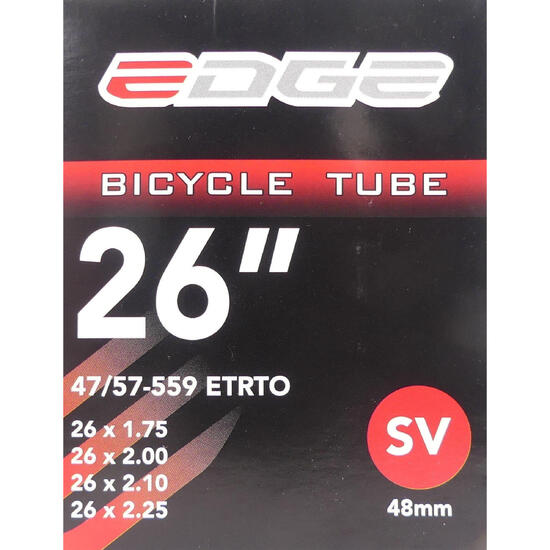 EDGE
BICYCLE TUBE
26"
47/57-559 ETRTO
26 x 1.75
26 x 2.00
26 x 2.10
26 x 2.25
SV
48mm